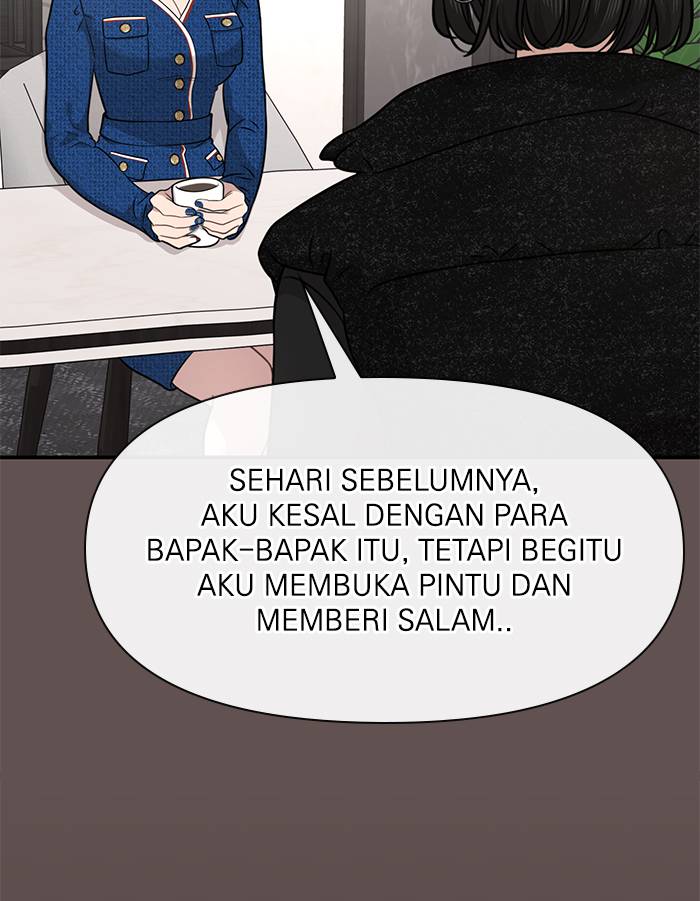 SEHARI SEBELUMNYA,
AKU KESAL DENGAN PARA
BAPAK-BAPAK ITU, TETAPI BEGITU
AKU MEMBUKA PINTU DAN
MEMBERI SALAM..